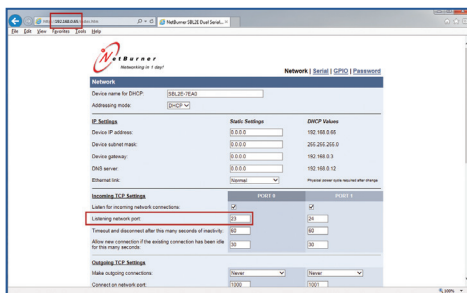 192.168.0.65
NetBurner SBL2E Dual Serial...
File Edit View Favorites Tools Help
NetBurner
Networking in 1 day!
Network | Serial | GPIO | Password
Network
Device name for DHCP: SBL2E-7EA0
Addressing mode: DHCP
IP Settings Static Settings DHCP Values
Device IP address: 0.0.0.0 192.168.0.65
Device subnet mask: 0.0.0.0 255.255.255.0
Device gateway: 0.0.0.0 192.168.0.3
DNS server: 0.0.0.0 192.168.0.12
Ethernet link: Normal Physical power cycle required after change.
Incoming TCP Settings PORT 0 PORT 1
Listen for incoming network connections:
Listening network port: 23 24
Timeout and disconnect after this many seconds of inactivity: 60 60
Allow new connection if the existing connection has been idle
for this many seconds: 30 30
Outgoing TCP Settings
Make outgoing connections: Never Never
Connect on network port: 1000 1001